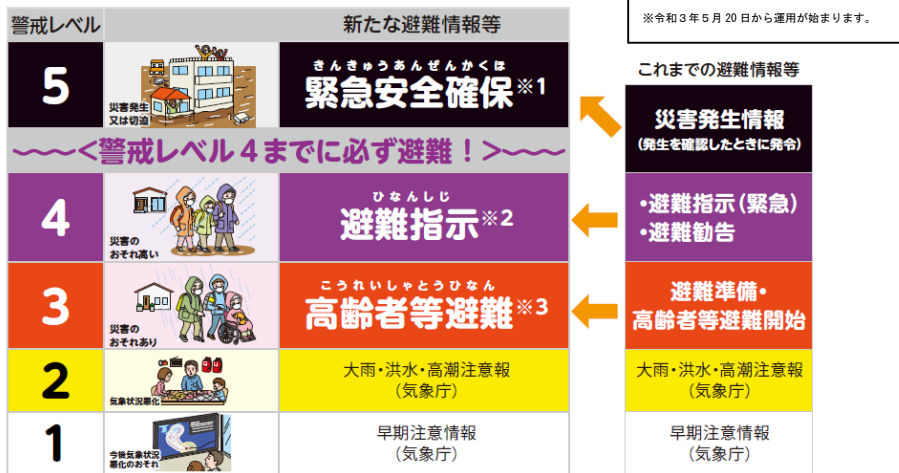 ※令和３年５月20日から運用が始まります。
警戒レベル
新たな避難情報等
これまでの避難情報等
5
災害発生
又は切迫
きんきゅうあんぜんかくほ
緊急安全確保※1
災害発生情報
(発生を確認したときに発令)
〜〜〜<警戒レベル４までに必ず避難！>〜〜〜
4
災害の
おそれ高い
ひなんしじ
避難指示※2
・避難指示(緊急)
・避難勧告
3
災害の
おそれあり
こうれいしゃとうひなん
高齢者等避難※3
避難準備・
高齢者等避難開始
2
気象状況悪化
大雨・洪水・高潮注意報
(気象庁)
大雨・洪水・高潮注意報
(気象庁)
1
今後気象状況
悪化のおそれ
早期注意情報
(気象庁)
早期注意情報
(気象庁)